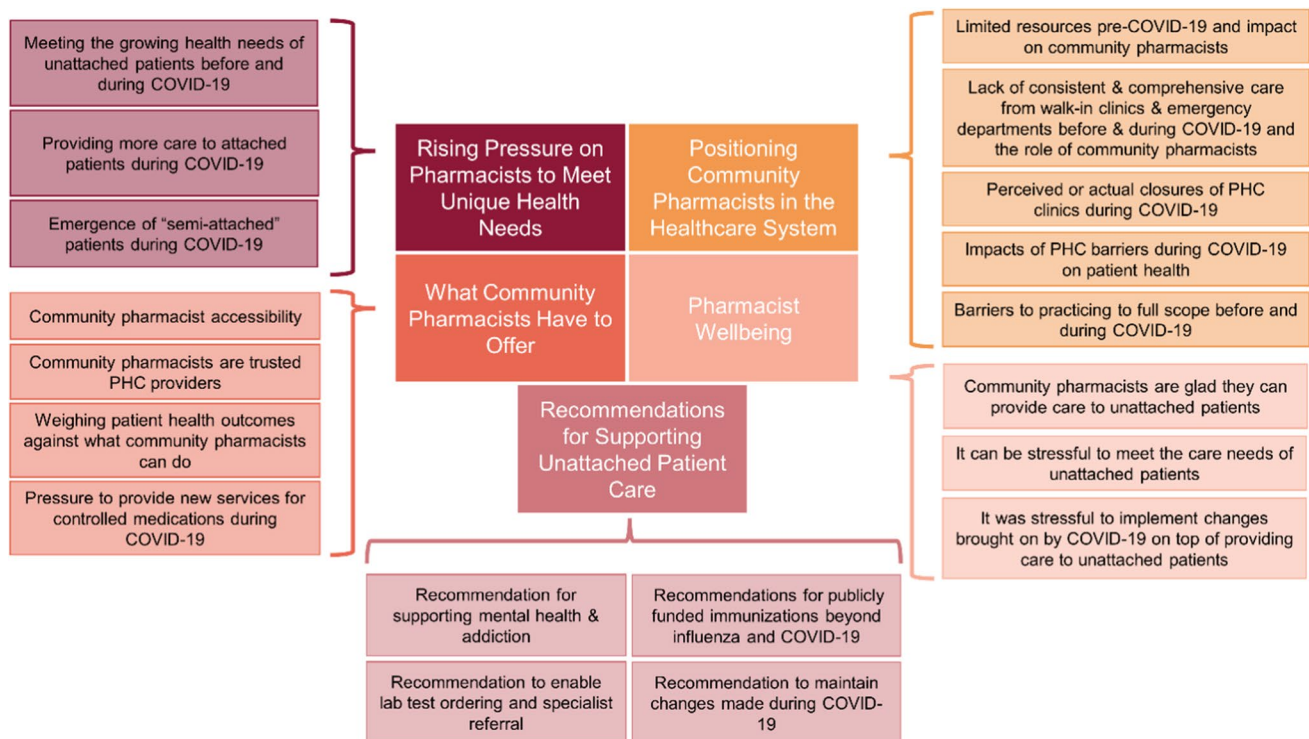 Meeting the growing health needs of
unattached patients before and
during COVID-19
Providing more care to attached
patients during COVID-19
Emergence of “semi-attached”
patients during COVID-19
Community pharmacist accessibility
Community pharmacists are trusted
PHC providers
Weighing patient health outcomes
against what community pharmacists
can do
Pressure to provide new services for
controlled medications during
COVID-19
Rising Pressure on
Pharmacists to Meet
Unique Health
Needs
Positioning
Community
Pharmacists in the
Healthcare System
What Community
Pharmacists Have to
Offer
Pharmacist
Wellbeing
Recommendations
for Supporting
Unattached Patient
Care
Limited resources pre-COVID-19 and impact
on community pharmacists
Lack of consistent & comprehensive care
from walk-in clinics & emergency
departments before & during COVID-19 and
the role of community pharmacists
Perceived or actual closures of PHC
clinics during COVID-19
Impacts of PHC barriers during COVID-19
on patient health
Barriers to practicing to full scope before and
during COVID-19
Community pharmacists are glad they can
provide care to unattached patients
It can be stressful to meet the care needs of
unattached patients
It was stressful to implement changes
brought on by COVID-19 on top of providing
care to unattached patients
Recommendation for
supporting mental health &
addiction
Recommendations for publicly
funded immunizations beyond
influenza and COVID-19
Recommendation to enable
lab test ordering and specialist
referral
Recommendation to maintain
changes made during COVID-
19